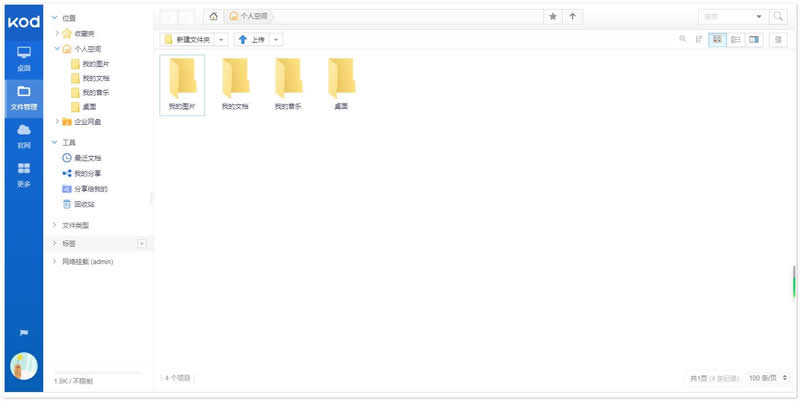 kod
桌面
文件管理
官网
更多
位置
收藏夹
个人空间
我的图片
我的文档
我的音乐
桌面
企业网盘
工具
最近文档
我的分享
分享给我的
回收站
文件类型
标签
网络挂载 (admin)
1.9K / 不限制
个人空间
搜索
新建文件夹
上传
我的图片
我的文档
我的音乐
桌面
4 个项目
共1页 (4 条记录)
100 条/页